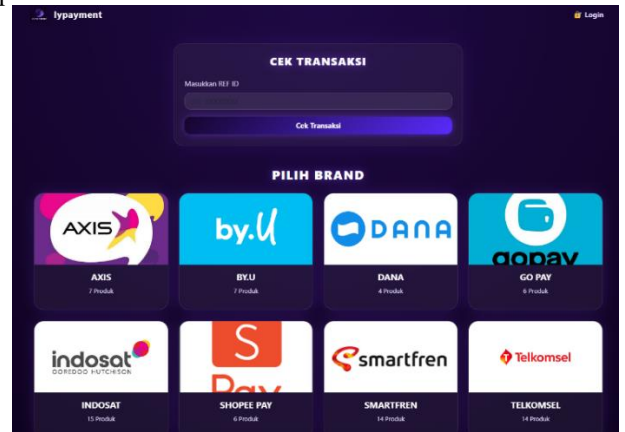 lypayment
Login
CEK TRANSAKSI
Masukkan REF ID
Cek Transaksi
PILIH BRAND
AXIS
by.U
DANA
gopay
AXIS
7 Produk
BY.U
7 Produk
DANA
4 Produk
GO PAY
6 Produk
indosat
OOREDOO HUTCHISON
S
Pay
smartfren
Telkomsel
INDOSAT
15 Produk
SHOPEE PAY
6 Produk
SMARTFREN
14 Produk
TELKOMSEL
14 Produk